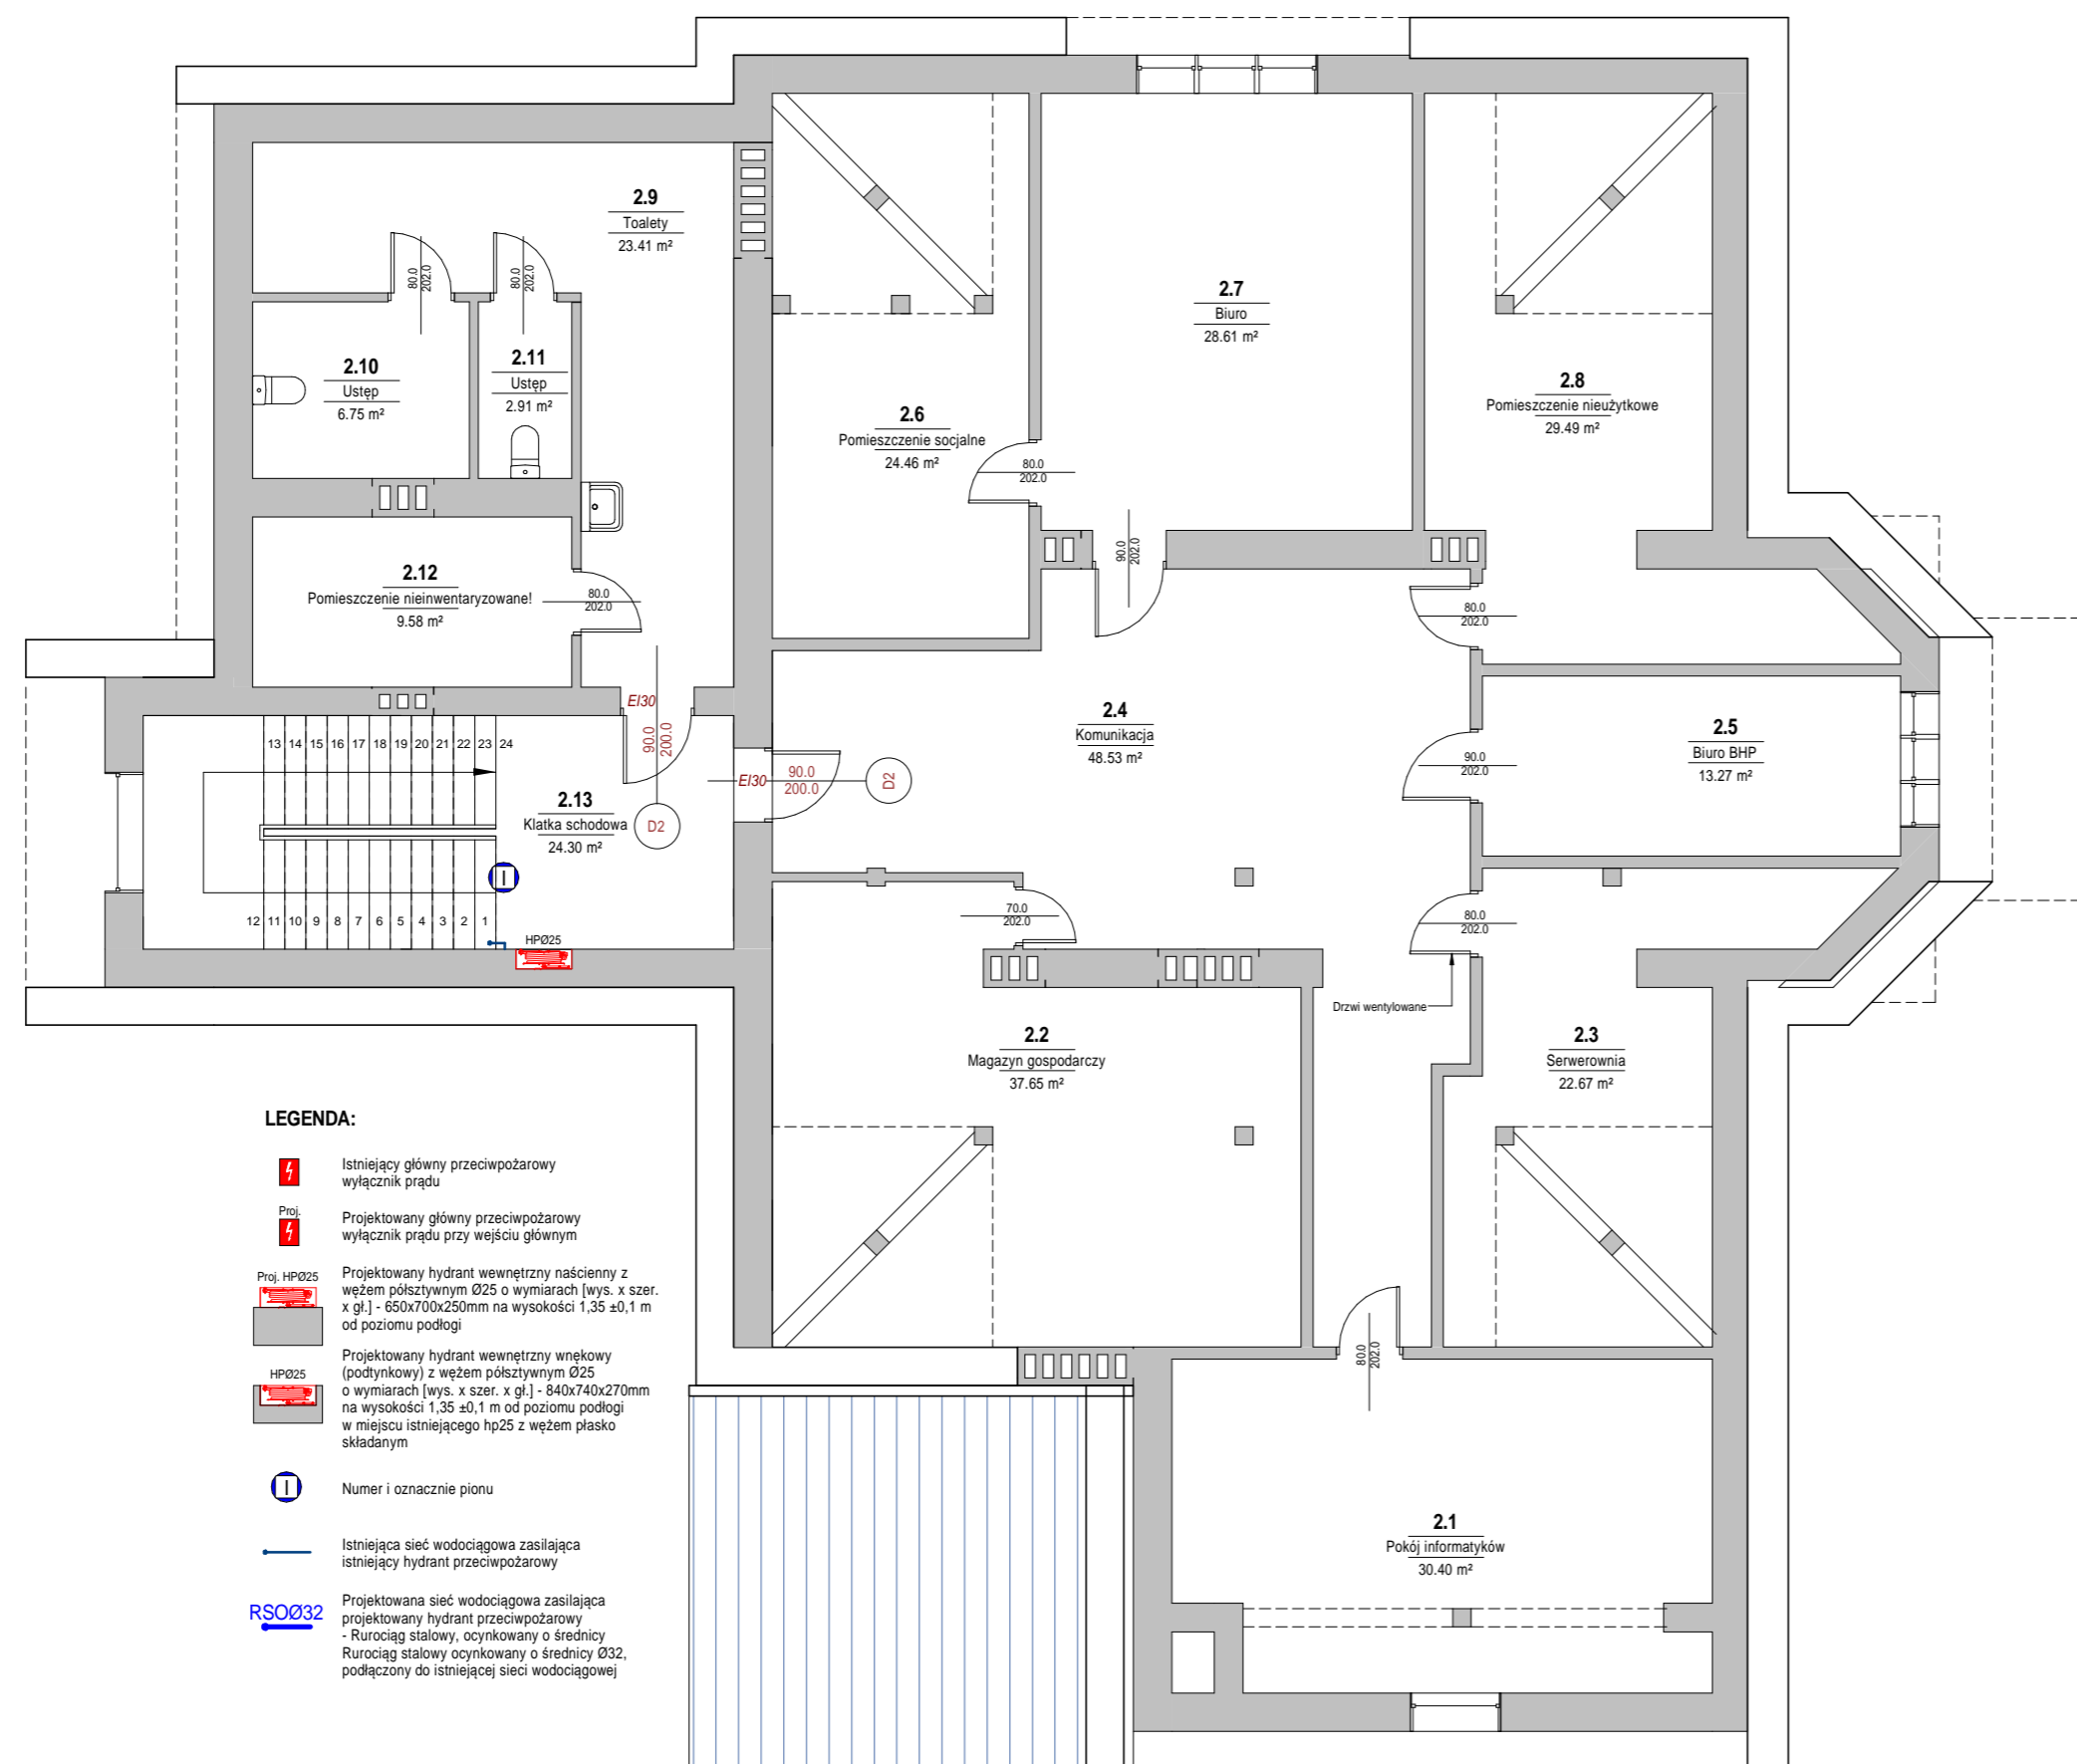 2.9
Toalety
23.41 m²
80.0
202.0
80.0
202.0
2.10
Ustęp
6.75 m²
2.11
Ustęp
2.91 m²
2.7
Biuro
28.61 m²
2.6
Pomieszczenie socjalne
24.46 m²
80.0
202.0
2.8
Pomieszczenie nieużytkowe
29.49 m²
90.0
202.0
2.12
Pomieszczenie nieinwentaryzowane!
9.58 m²
80.0
202.0
80.0
202.0
EI30
90.0
200.0
D2
EI30
90.0
200.0
D2
2.4
Komunikacja
48.53 m²
90.0
202.0
2.5
Biuro BHP
13.27 m²
13 14 15 16 17 18 19 20 21 22 23 24
2.13
Klatka schodowa
24.30 m²
I
12 11 10 9 8 7 6 5 4 3 2 1
HPØ25
70.0
202.0
80.0
202.0
Drzwi wentylowane
2.2
Magazyn gospodarczy
37.65 m²
2.3
Serwerownia
22.67 m²
80.0
202.0
2.1
Pokój informatyków
30.40 m²
LEGENDA:
Istniejący główny przeciwpożarowy
wyłącznik prądu
Proj.
Projektowany główny przeciwpożarowy
wyłącznik prądu przy wejściu głównym
Proj. HPØ25
Projektowany hydrant wewnętrzny naścienny z
wężem półsztywnym Ø25 o wymiarach [wys. x szer.
x gł.] - 650x700x250mm na wysokości 1,35 ±0,1 m
od poziomu podłogi
HPØ25
Projektowany hydrant wewnętrzny wnękowy
(podtynkowy) z wężem półsztywnym Ø25
o wymiarach [wys. x szer. x gł.] - 840x740x270mm
na wysokości 1,35 ±0,1 m od poziomu podłogi
w miejscu istniejącego hp25 z wężem płasko
składanym
I
Numer i oznacznie pionu
Istniejąca sieć wodociągowa zasilająca
istniejący hydrant przeciwpożarowy
RSOØ32
Projektowana sieć wodociągowa zasilająca
projektowany hydrant przeciwpożarowy
- Rurociąg stalowy, ocynkowany o średnicy
Rurociąg stalowy ocynkowany o średnicy Ø32,
podłączony do istniejącej sieci wodociągowej